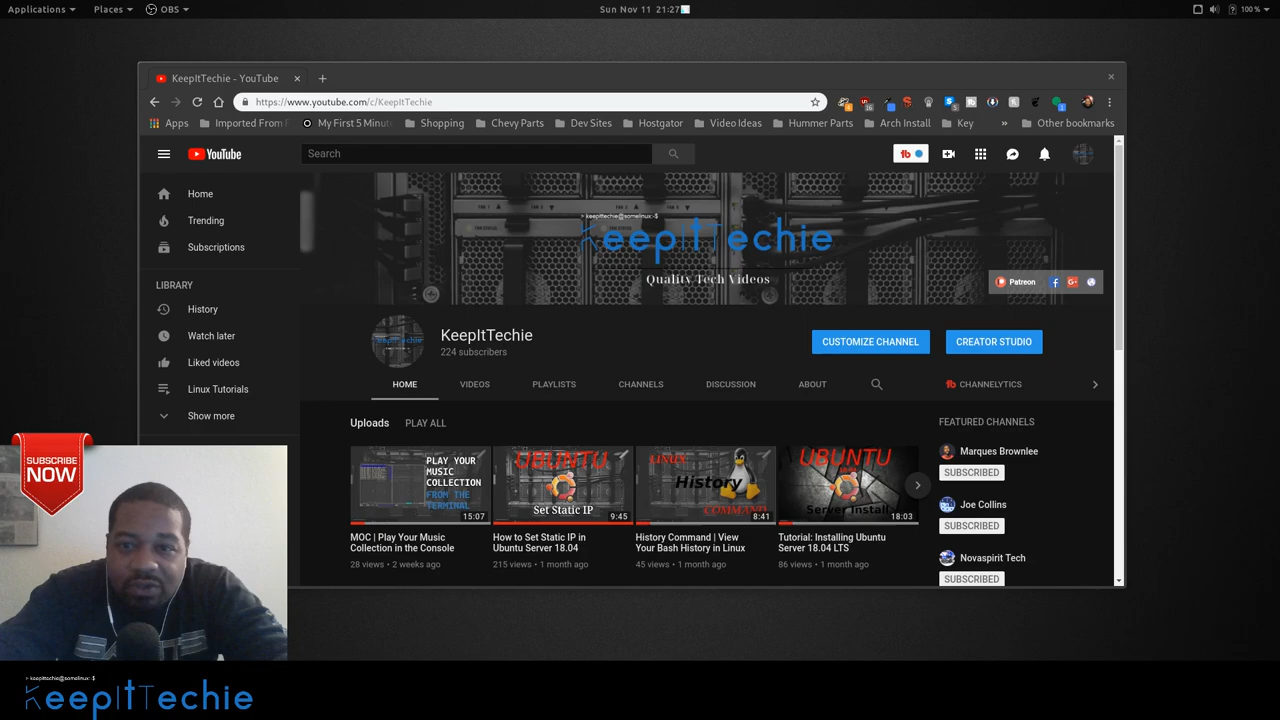 Applications Places OBS Sun Nov 11 21:27 100 %
KeepItTechie - YouTube
https://www.youtube.com/c/KeepItTechie
Apps Imported From F My First 5 Minute Shopping Chevy Parts Dev Sites Hostgator Video Ideas Hummer Parts Arch Install Key » Other bookmarks
YouTube Search
Home
Trending
Subscriptions
LIBRARY
History
Watch later
Liked videos
Linux Tutorials
Show more
> keepittechie@somelinux:-$
KeepItTechie
Quality Tech Videos
Patreon
KeepItTechie
224 subscribers
CUSTOMIZE CHANNEL CREATOR STUDIO
HOME VIDEOS PLAYLISTS CHANNELS DISCUSSION ABOUT CHANNELYTICS
Uploads PLAY ALL
PLAY YOUR
MUSIC
COLLECTION
FROM THE
TERMINAL
15:07
MOC | Play Your Music
Collection in the Console
28 views • 2 weeks ago
UBUNTU
Set Static IP
9:45
How to Set Static IP in
Ubuntu Server 18.04
215 views • 1 month ago
LINUX
History
COMMAND
8:41
History Command | View
Your Bash History in Linux
45 views • 1 month ago
UBUNTU
Server Install
18:03
Tutorial: Installing Ubuntu
Server 18.04 LTS
86 views • 1 month ago
FEATURED CHANNELS
Marques Brownlee
SUBSCRIBED
Joe Collins
SUBSCRIBED
Novaspirit Tech
SUBSCRIBED
SUBSCRIBE
NOW
> keepittechie@somelinux:-$
KeepItTechie